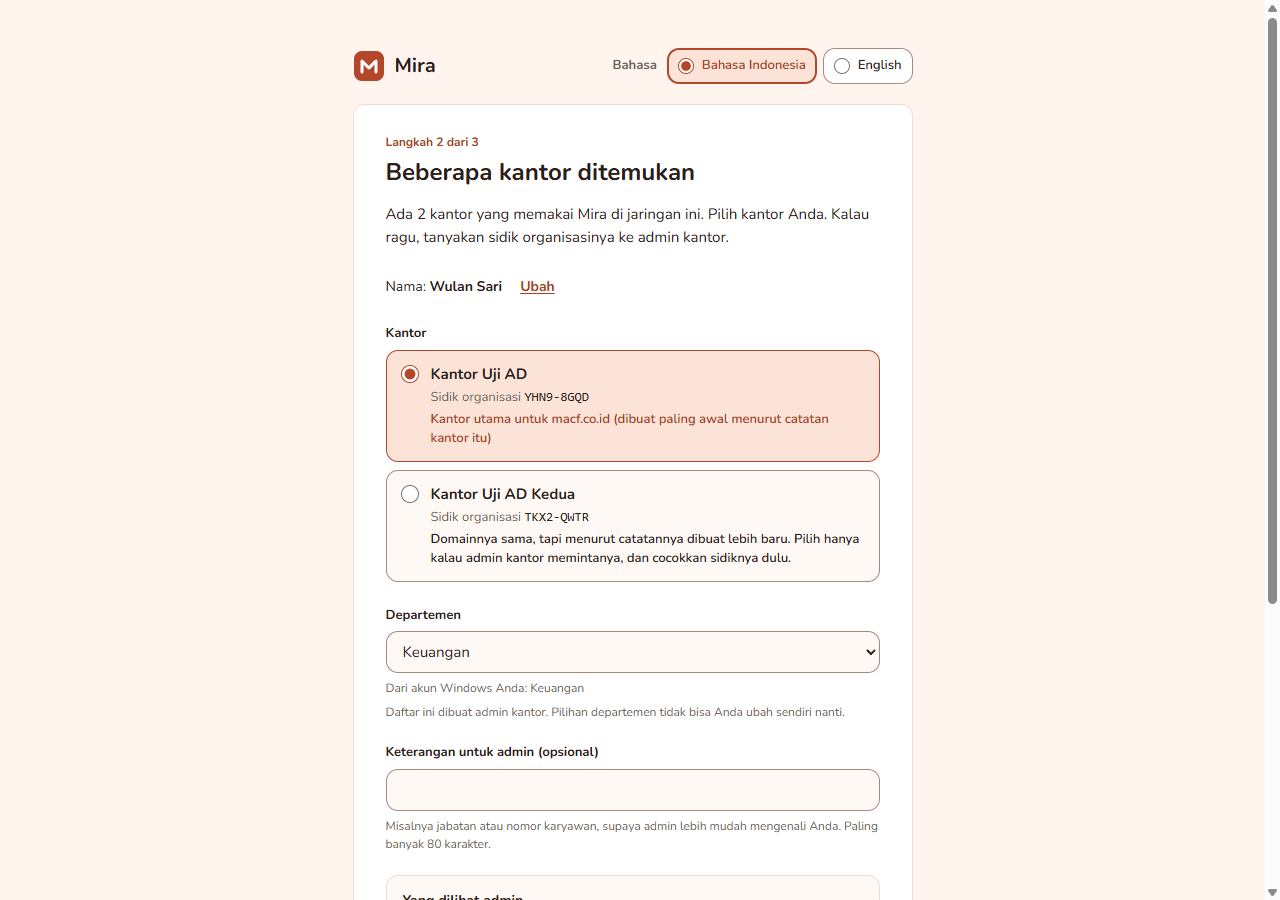 Mira
Bahasa
Bahasa Indonesia
English
Langkah 2 dari 3
Beberapa kantor ditemukan
Ada 2 kantor yang memakai Mira di jaringan ini. Pilih kantor Anda. Kalau
ragu, tanyakan sidik organisasinya ke admin kantor.
Nama: Wulan Sari Ubah
Kantor
Kantor Uji AD
Sidik organisasi YHN9-8GQD
Kantor utama untuk macf.co.id (dibuat paling awal menurut catatan
kantor itu)
Kantor Uji AD Kedua
Sidik organisasi TKX2-QWTR
Domainnya sama, tapi menurut catatannya dibuat lebih baru. Pilih hanya
kalau admin kantor memintanya, dan cocokkan sidiknya dulu.
Departemen
Keuangan
Dari akun Windows Anda: Keuangan
Daftar ini dibuat admin kantor. Pilihan departemen tidak bisa Anda ubah sendiri nanti.
Keterangan untuk admin (opsional)
Misalnya jabatan atau nomor karyawan, supaya admin lebih mudah mengenali Anda. Paling
banyak 80 karakter.
Yang dilihat admin